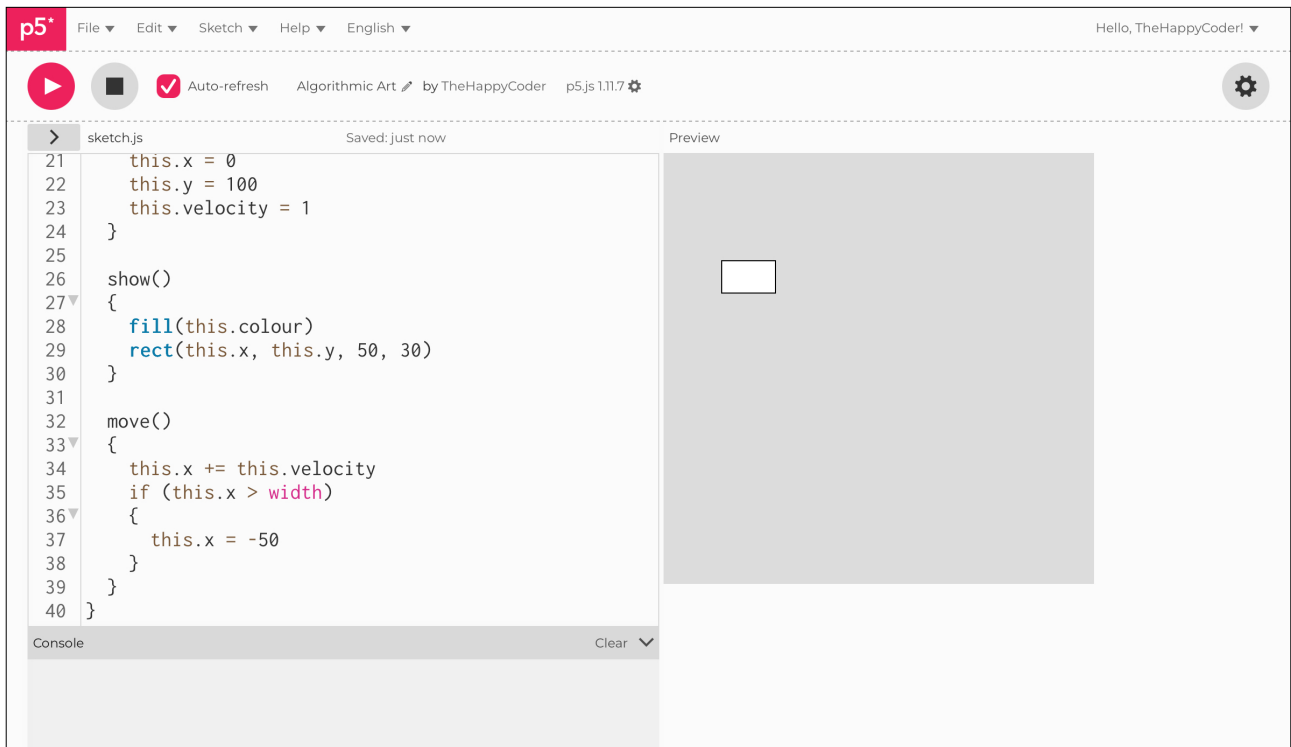 p5* File Edit Sketch Help English Hello, TheHappyCoder!
Auto-refresh Algorithmic Art by TheHappyCoder p5.js 1.11.7
sketch.js Saved: just now Preview
21 this.x = 0
22 this.y = 100
23 this.velocity = 1
24 }
25
26 show()
27 {
28 fill(this.colour)
29 rect(this.x, this.y, 50, 30)
30 }
31
32 move()
33 {
34 this.x += this.velocity
35 if (this.x > width)
36 {
37 this.x = -50
38 }
39 }
40 }
Console Clear